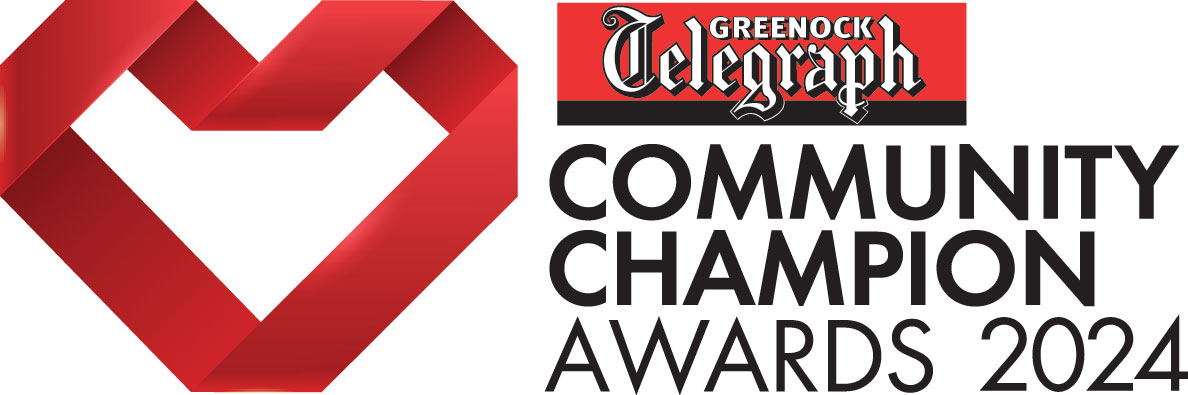 GREENOCK
Telegraph
COMMUNITY
CHAMPION
AWARDS 2024